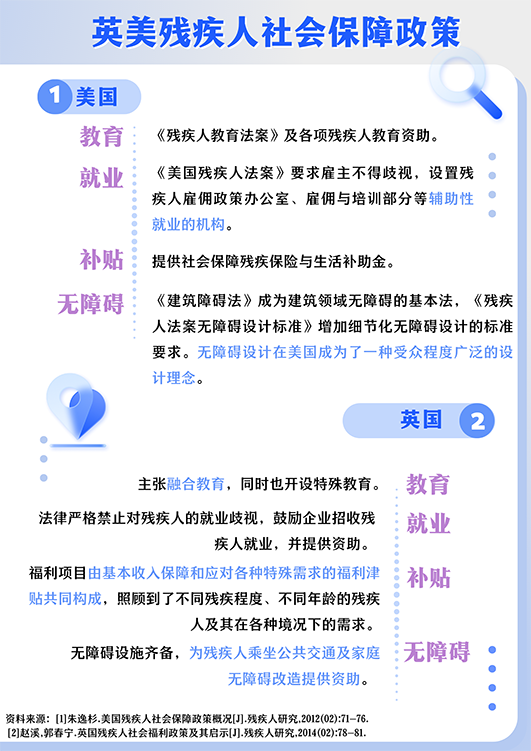 英美残疾人社会保障政策
1 美国
教育
《残疾人教育法案》及各项残疾人教育资助。
就业
《美国残疾人法案》要求雇主不得歧视，设置残
疾人雇佣政策办公室、雇佣与培训部分等辅助性
就业的机构。
补贴
提供社会保障残疾保险与生活补助金。
无障碍
《建筑障碍法》成为建筑领域无障碍的基本法，《残疾
人法案无障碍设计标准》增加细节化无障碍设计的标准
要求。无障碍设计在美国成为了一种受众程度广泛的设
计理念。
英国 2
主张融合教育，同时也开设特殊教育。
教育
法律严格禁止对残疾人的就业歧视，鼓励企业招收残
疾人就业，并提供资助。
就业
福利项目由基本收入保障和应对各种特殊需求的福利津
贴共同构成，照顾到了不同残疾程度、不同年龄的残疾
人及其在各种境况下的需求。
补贴
无障碍设施齐备，为残疾人乘坐公共交通及家庭
无障碍改造提供资助。
无障碍
资料来源：[1]朱逸杉.美国残疾人社会保障政策概况[J].残疾人研究,2012(02):71-76.
[2]赵溪,郭春宁.英国残疾人社会福利政策及其启示[J].残疾人研究,2014(02):78-81.